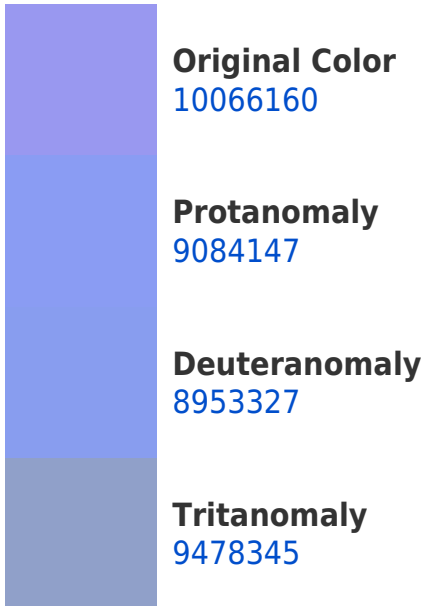 Original Color
10066160
Protanomaly
9084147
Deuteranomaly
8953327
Tritanomaly
9478345